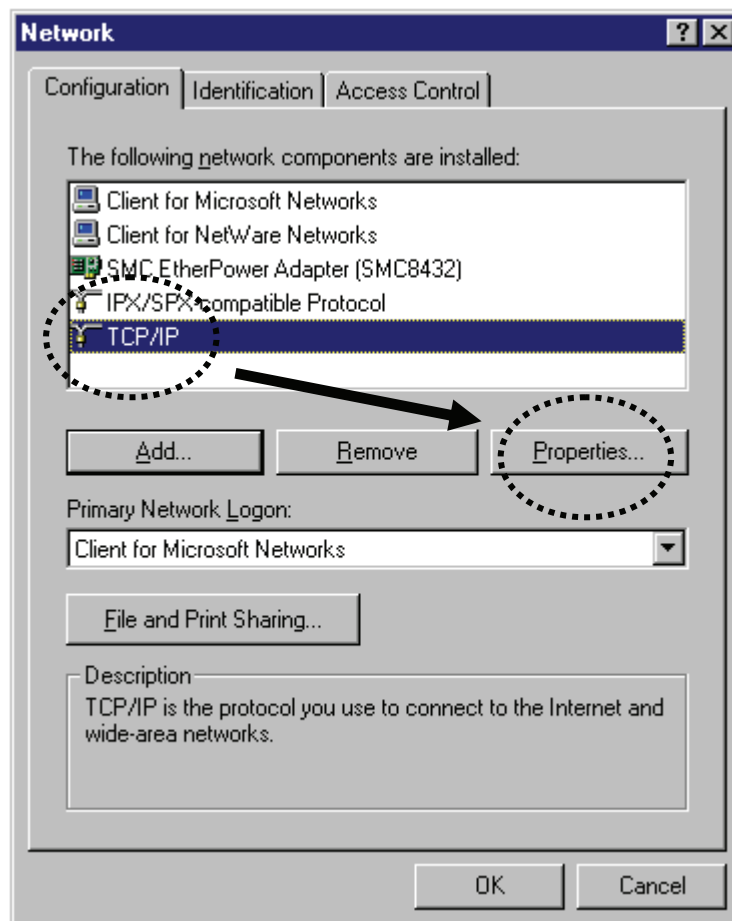 Network
Configuration Identification Access Control
The following network components are installed:
Client for Microsoft Networks
Client for NetWare Networks
SMC EtherPower Adapter (SMC8432)
IPX/SPX-compatible Protocol
TCP/IP
Add... Remove Properties...
Primary Network Logon:
Client for Microsoft Networks
File and Print Sharing...
Description
TCP/IP is the protocol you use to connect to the Internet and
wide-area networks.
OK Cancel